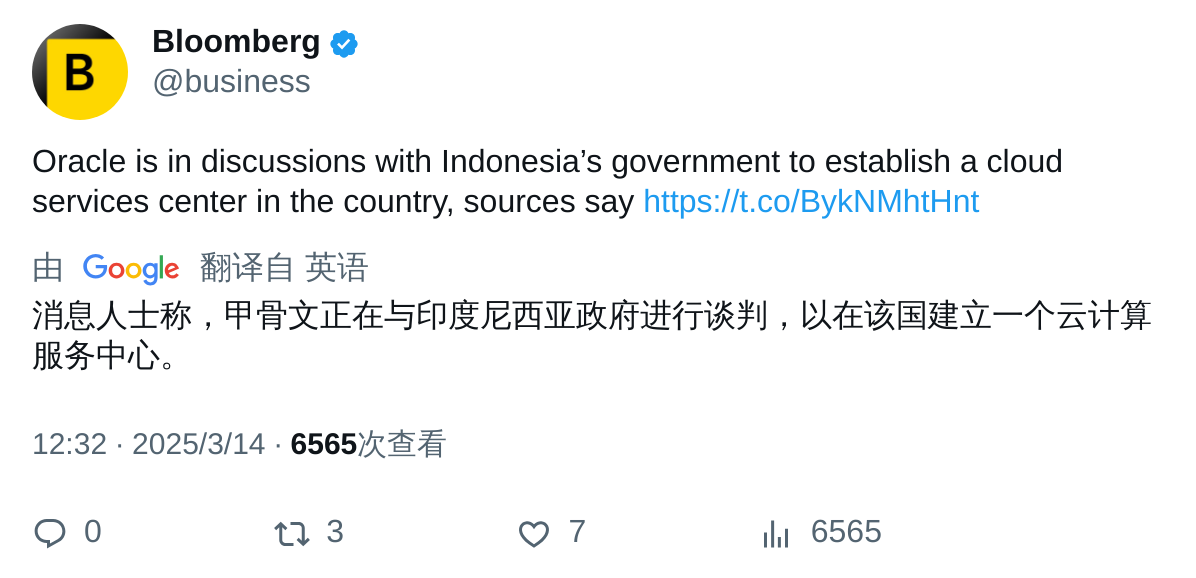 B
Bloomberg
@business
Oracle is in discussions with Indonesia’s government to establish a cloud
services center in the country, sources say https://t.co/BykNMhtHnt
由 Google 翻译自 英语
消息人士称，甲骨文正在与印度尼西亚政府进行谈判，以在该国建立一个云计算
服务中心。
12:32 · 2025/3/14 · 6565次查看
0 3 7 6565